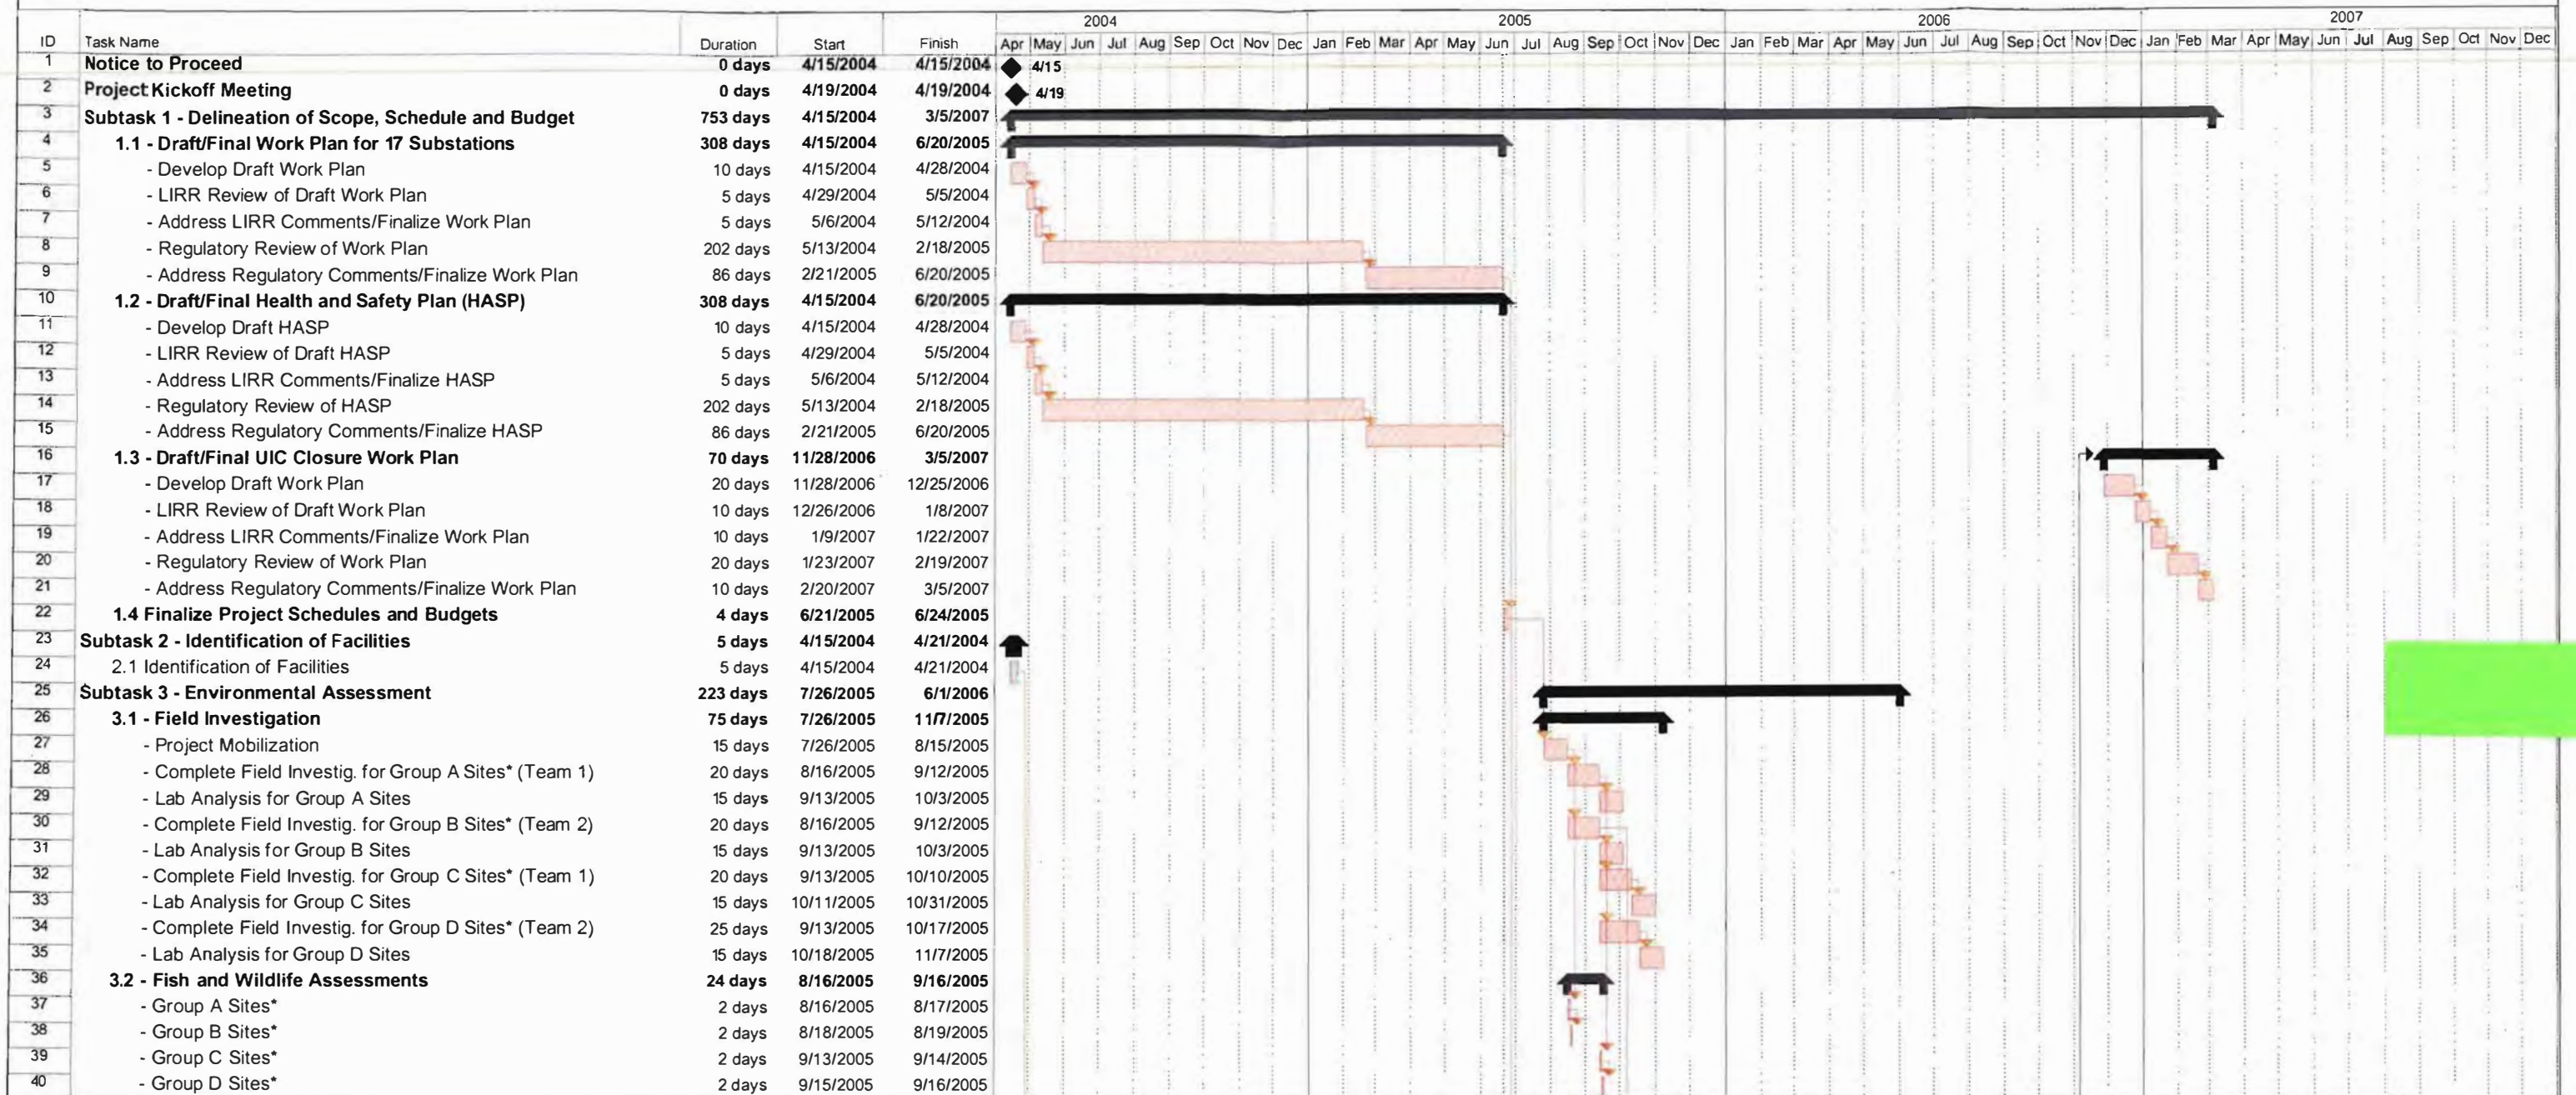 2004 2005 2006 2007
ID Task Name Duration Start Finish Apr May Jun Jul Aug Sep Oct Nov Dec Jan Feb Mar Apr May Jun Jul Aug Sep Oct Nov Dec Jan Feb Mar Apr May Jun Jul Aug Sep Oct Nov Dec Jan Feb Mar Apr May Jun Jul Aug Sep Oct Nov Dec
1 Notice to Proceed 0 days 4/15/2004 4/15/2004 4/15
2 Project Kickoff Meeting 0 days 4/19/2004 4/19/2004 4/19
3 Subtask 1 - Delineation of Scope, Schedule and Budget 753 days 4/15/2004 3/5/2007
4 1.1 - Draft/Final Work Plan for 17 Substations 308 days 4/15/2004 6/20/2005
5 - Develop Draft Work Plan 10 days 4/15/2004 4/28/2004
6 - LIRR Review of Draft Work Plan 5 days 4/29/2004 5/5/2004
7 - Address LIRR Comments/Finalize Work Plan 5 days 5/6/2004 5/12/2004
8 - Regulatory Review of Work Plan 202 days 5/13/2004 2/18/2005
9 - Address Regulatory Comments/Finalize Work Plan 86 days 2/21/2005 6/20/2005
10 1.2 - Draft/Final Health and Safety Plan (HASP) 308 days 4/15/2004 6/20/2005
11 - Develop Draft HASP 10 days 4/15/2004 4/28/2004
12 - LIRR Review of Draft HASP 5 days 4/29/2004 5/5/2004
13 - Address LIRR Comments/Finalize HASP 5 days 5/6/2004 5/12/2004
14 - Regulatory Review of HASP 202 days 5/13/2004 2/18/2005
15 - Address Regulatory Comments/Finalize HASP 86 days 2/21/2005 6/20/2005
16 1.3 - Draft/Final UIC Closure Work Plan 70 days 11/28/2006 3/5/2007
17 - Develop Draft Work Plan 20 days 11/28/2006 12/25/2006
18 - LIRR Review of Draft Work Plan 10 days 12/26/2006 1/8/2007
19 - Address LIRR Comments/Finalize Work Plan 10 days 1/9/2007 1/22/2007
20 - Regulatory Review of Work Plan 20 days 1/23/2007 2/19/2007
21 - Address Regulatory Comments/Finalize Work Plan 10 days 2/20/2007 3/5/2007
22 1.4 Finalize Project Schedules and Budgets 4 days 6/21/2005 6/24/2005
23 Subtask 2 - Identification of Facilities 5 days 4/15/2004 4/21/2004
24 2.1 Identification of Facilities 5 days 4/15/2004 4/21/2004
25 Subtask 3 - Environmental Assessment 223 days 7/26/2005 6/1/2006
26 3.1 - Field Investigation 75 days 7/26/2005 11/7/2005
27 - Project Mobilization 15 days 7/26/2005 8/15/2005
28 - Complete Field Investig. for Group A Sites* (Team 1) 20 days 8/16/2005 9/12/2005
29 - Lab Analysis for Group A Sites 15 days 9/13/2005 10/3/2005
30 - Complete Field Investig. for Group B Sites* (Team 2) 20 days 8/16/2005 9/12/2005
31 - Lab Analysis for Group B Sites 15 days 9/13/2005 10/3/2005
32 - Complete Field Investig. for Group C Sites* (Team 1) 20 days 9/13/2005 10/10/2005
33 - Lab Analysis for Group C Sites 15 days 10/11/2005 10/31/2005
34 - Complete Field Investig. for Group D Sites* (Team 2) 25 days 9/13/2005 10/17/2005
35 - Lab Analysis for Group D Sites 15 days 10/18/2005 11/7/2005
36 3.2 - Fish and Wildlife Assessments 24 days 8/16/2005 9/16/2005
37 - Group A Sites* 2 days 8/16/2005 8/17/2005
38 - Group B Sites* 2 days 8/18/2005 8/19/2005
39 - Group C Sites* 2 days 9/13/2005 9/14/2005
40 - Group D Sites* 2 days 9/15/2005 9/16/2005